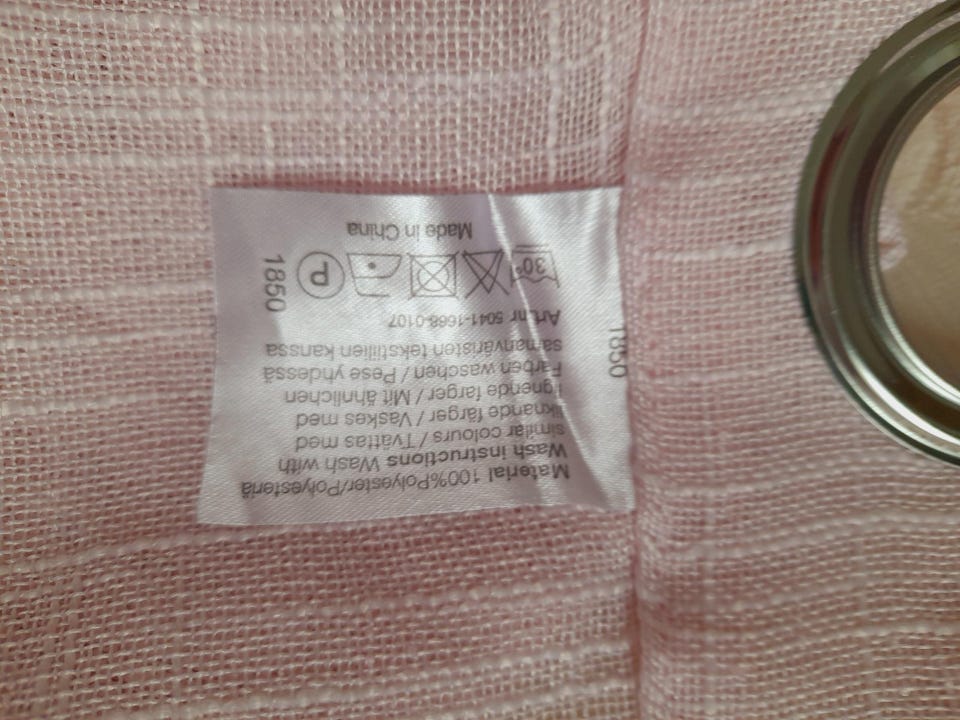 Material 100%Polyester/Polyesteriä
Wash instructions Wash with
similar colours / Tvättas med
liknande färger / Vaskes med
lignende farger / Mit ähnlichen
Farben waschen / Pese yhdessä
samanväristen tekstiilien kanssa
Art.nr 5041-1668-0107
30°
P
Made in China
1850
1850